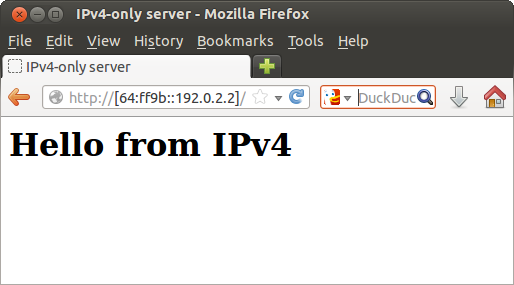 IPv4-only server - Mozilla Firefox
File Edit View History Bookmarks Tools Help
IPv4-only server
http://[64:ff9b::192.0.2.2]/ DuckDuc
Hello from IPv4